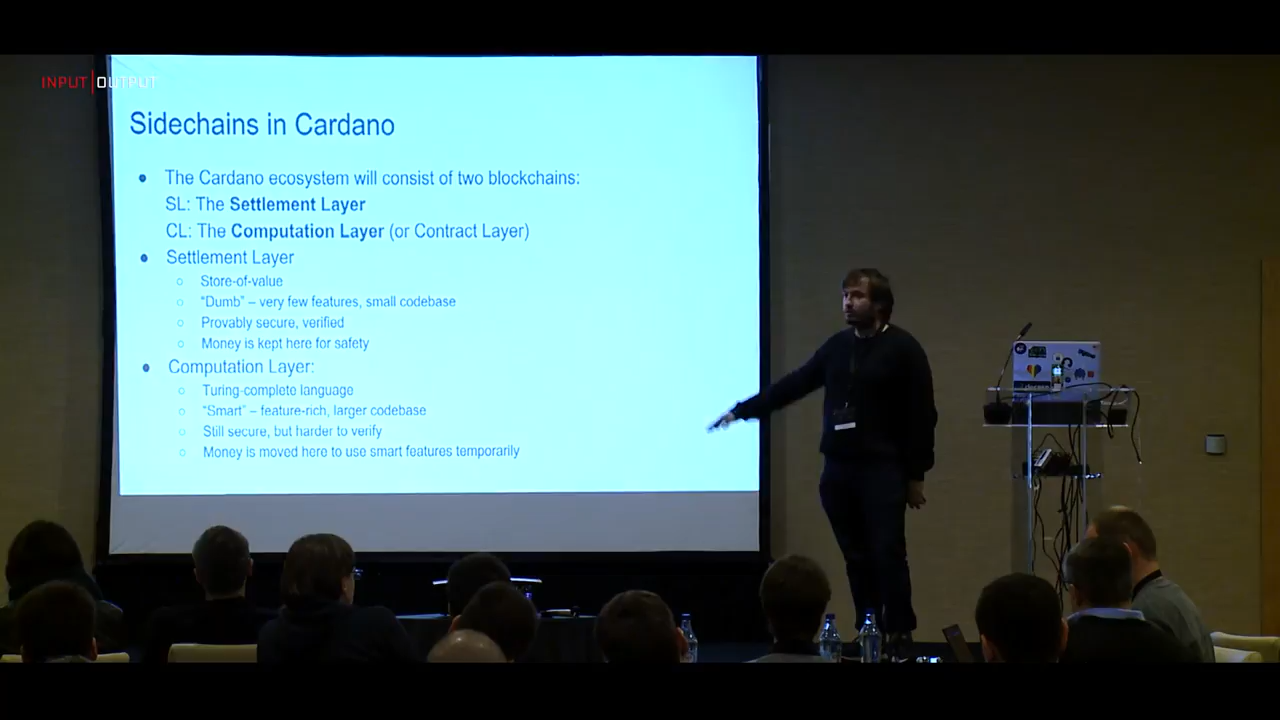 INPUT|OUTPUT
Sidechains in Cardano
• The Cardano ecosystem will consist of two blockchains:
SL: The Settlement Layer
CL: The Computation Layer (or Contract Layer)
• Settlement Layer
○ Store-of-value
○ “Dumb” – very few features, small codebase
○ Provably secure, verified
○ Money is kept here for safety
• Computation Layer:
○ Turing-complete language
○ “Smart” – feature-rich, larger codebase
○ Still secure, but harder to verify
○ Money is moved here to use smart features temporarily